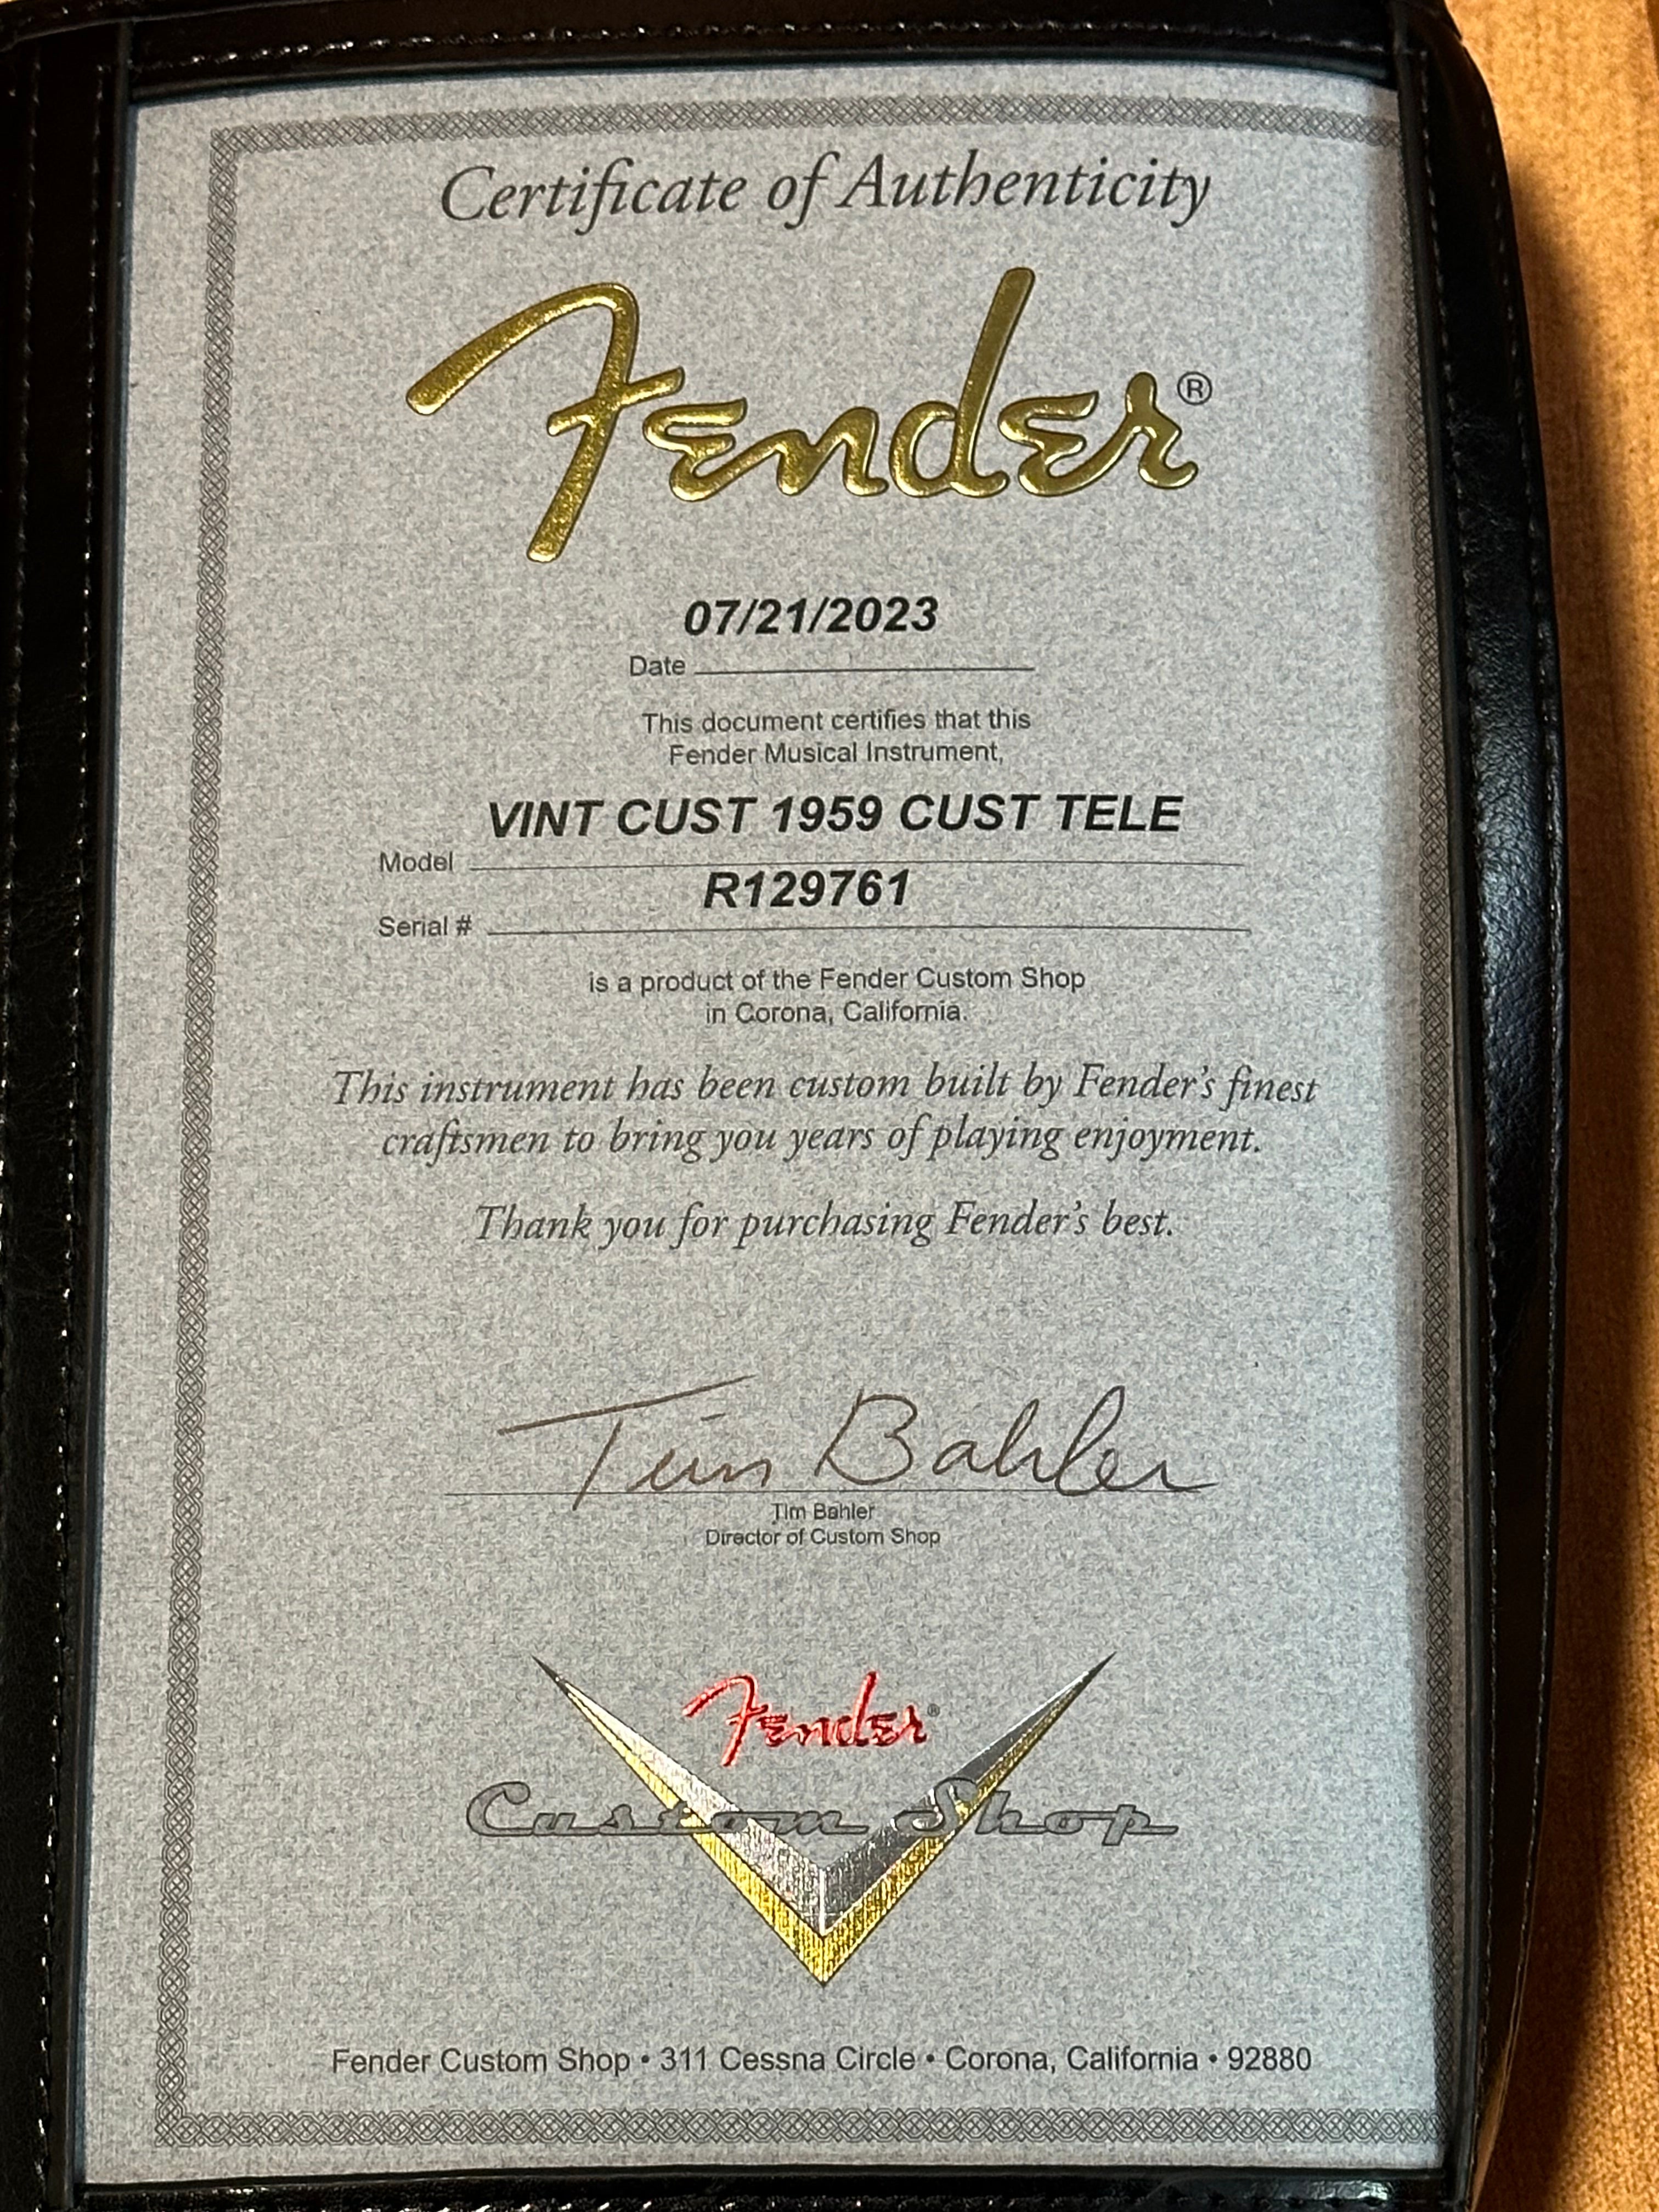 Certificate of Authenticity
Fender®
07/21/2023
Date
This document certifies that this
Fender Musical Instrument,
VINT CUST 1959 CUST TELE
Model
R129761
Serial #
is a product of the Fender Custom Shop
in Corona, California.
This instrument has been custom built by Fender's finest
craftsmen to bring you years of playing enjoyment.
Thank you for purchasing Fender's best.
Tim Bahler
Tim Bahler
Director of Custom Shop
Fender®
Custom Shop
Fender Custom Shop • 311 Cessna Circle • Corona, California • 92880